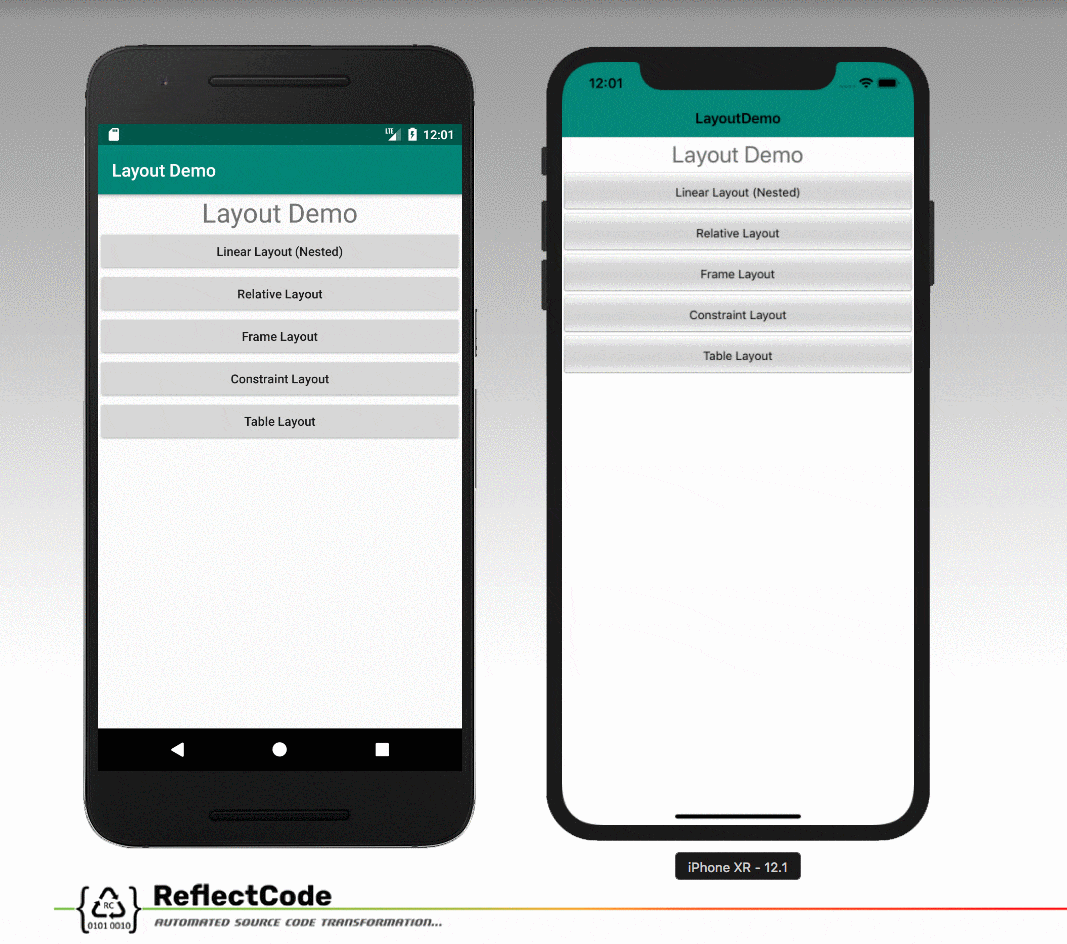 LTE 12:01
Layout Demo
Layout Demo
Linear Layout (Nested)
Relative Layout
Frame Layout
Constraint Layout
Table Layout
12:01
LayoutDemo
Layout Demo
Linear Layout (Nested)
Relative Layout
Frame Layout
Constraint Layout
Table Layout
iPhone XR - 12.1
RC
0101 0010
ReflectCode
AUTOMATED SOURCE CODE TRANSFORMATION...